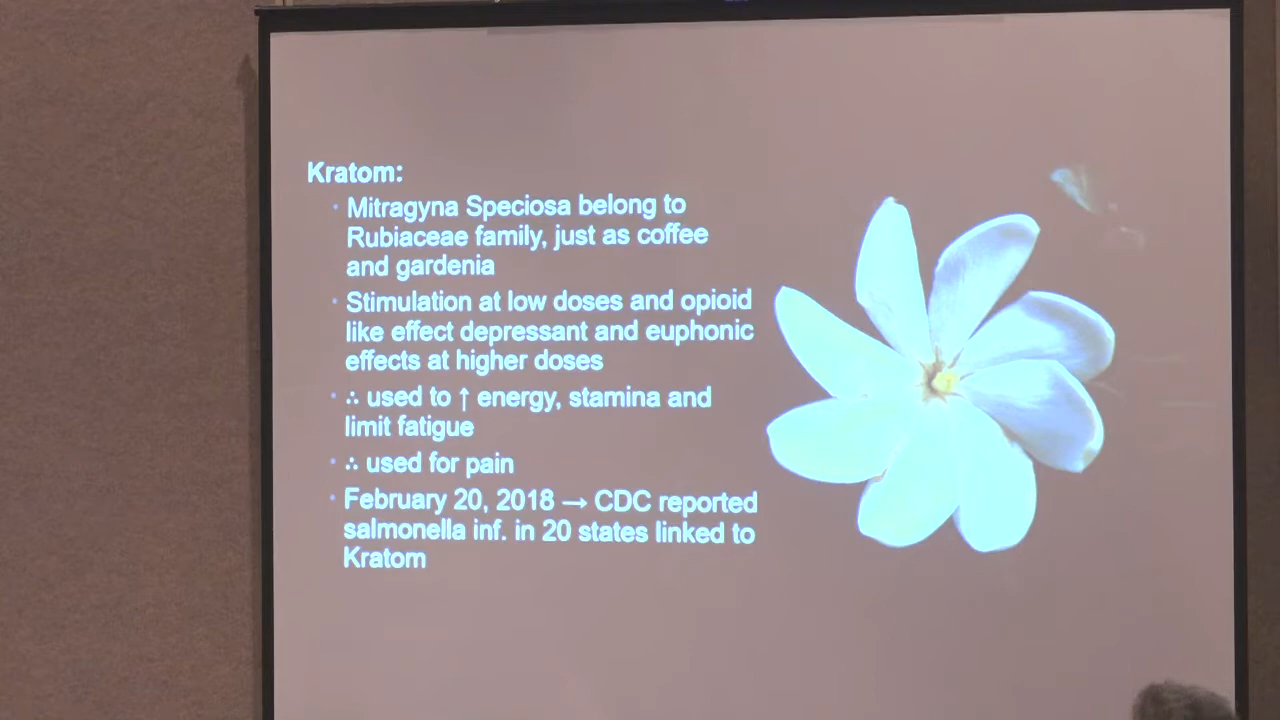 Kratom:
· Mitragyna Speciosa belong to
Rubiaceae family, just as coffee
and gardenia
· Stimulation at low doses and opioid
like effect depressant and euphonic
effects at higher doses
· ∴ used to ↑ energy, stamina and
limit fatigue
· ∴ used for pain
· February 20, 2018 → CDC reported
salmonella inf. in 20 states linked to
Kratom